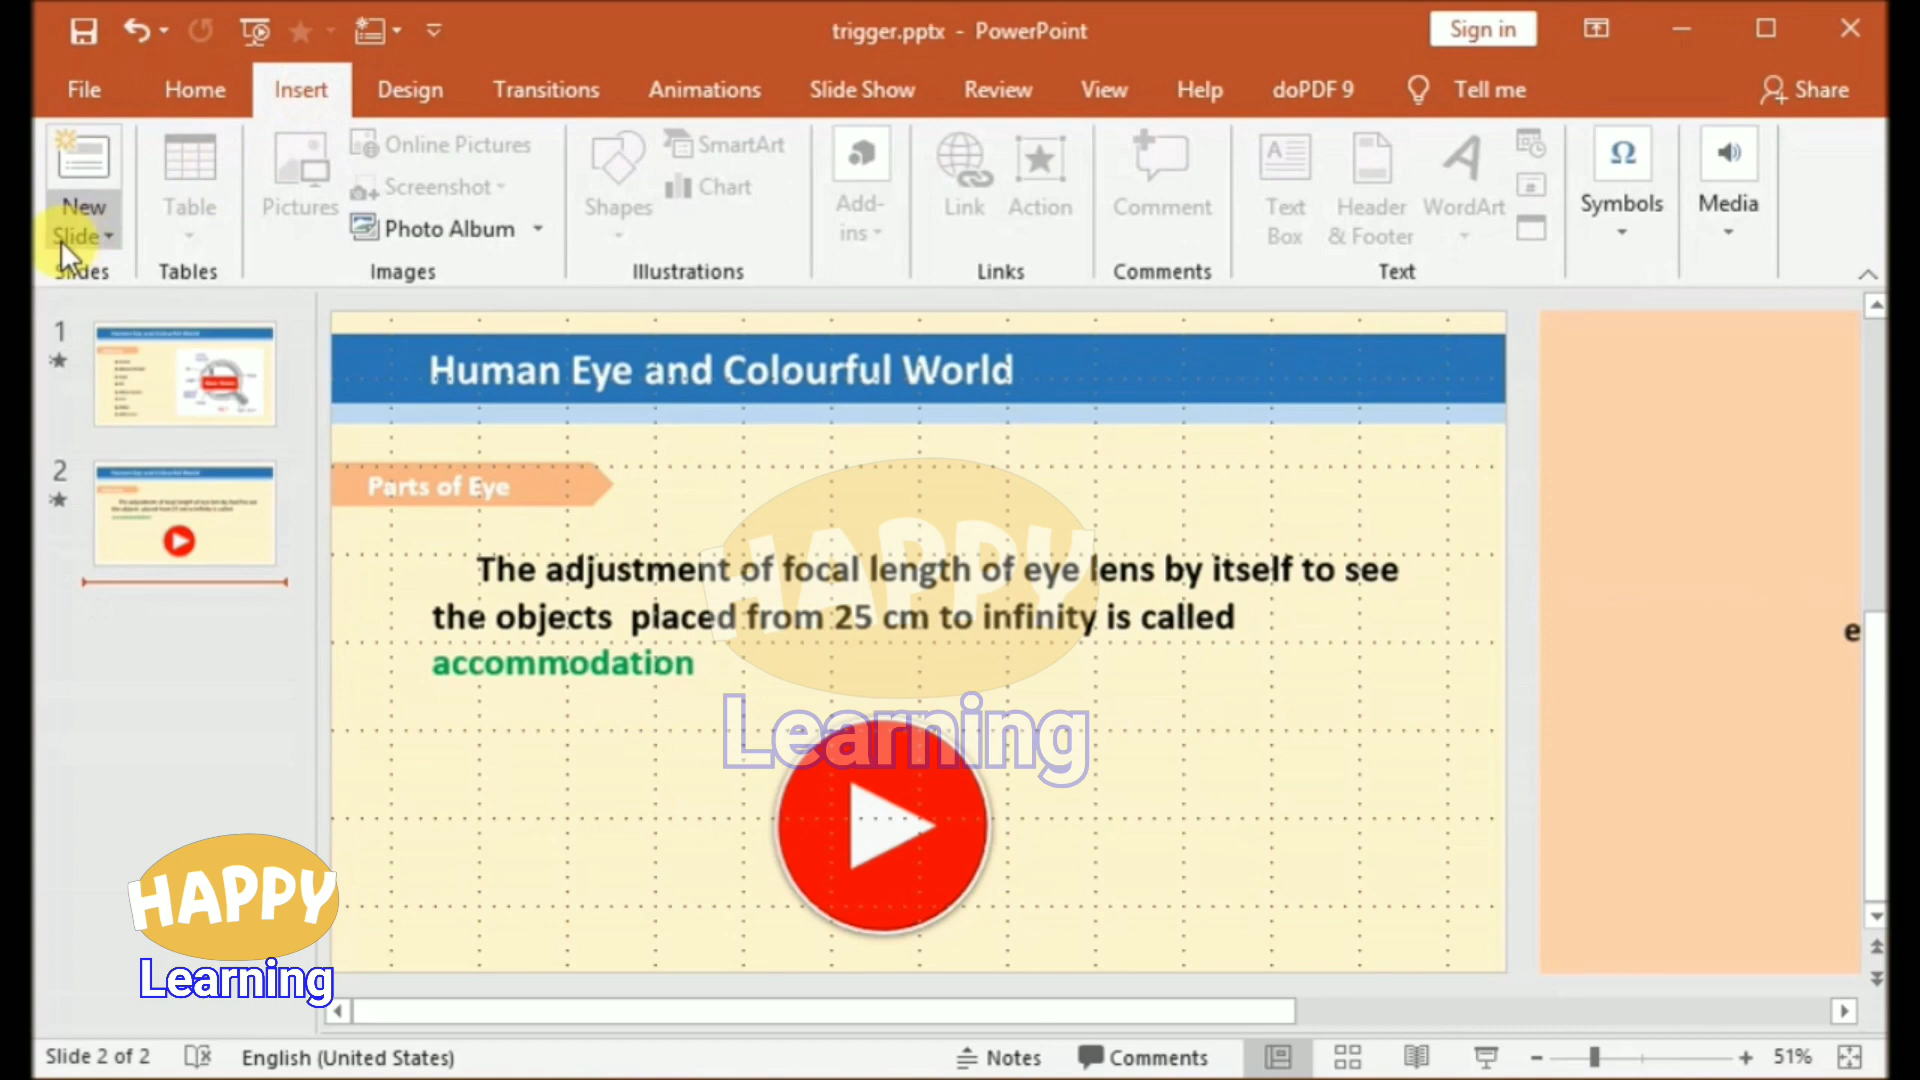 trigger.pptx - PowerPoint
Sign in
File
Home
Insert
Design
Transitions
Animations
Slide Show
Review
View
Help
doPDF 9
Tell me
Share
New
Slide
Slides
Table
Tables
Pictures
Online Pictures
Screenshot
Photo Album
Images
Shapes
SmartArt
Chart
Illustrations
Add-
ins
Link
Action
Links
Comment
Comments
Text
Box
Header
& Footer
WordArt
Text
Symbols
Media
1
2
Human Eye and Colourful World
Parts of Eye
The adjustment of focal length of eye lens by itself to see
the objects placed from 25 cm to infinity is called
accommodation
e
HAPPY
Learning
HAPPY
Learning
Slide 2 of 2
English (United States)
Notes
Comments
51%